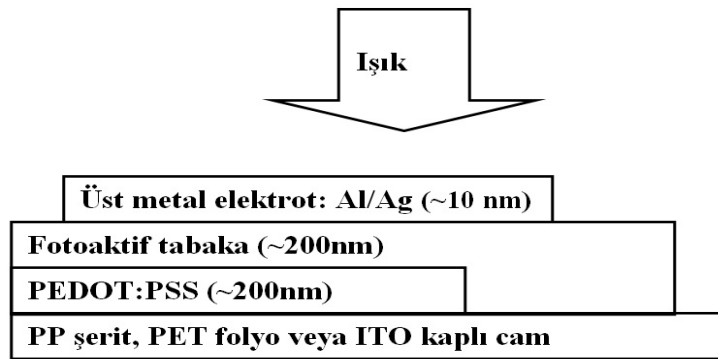 Işık
Üst metal elektrot: Al/Ag (~10 nm)
Fotoaktif tabaka (~200nm)
PEDOT:PSS (~200nm)
PP şerit, PET folyo veya ITO kaplı cam